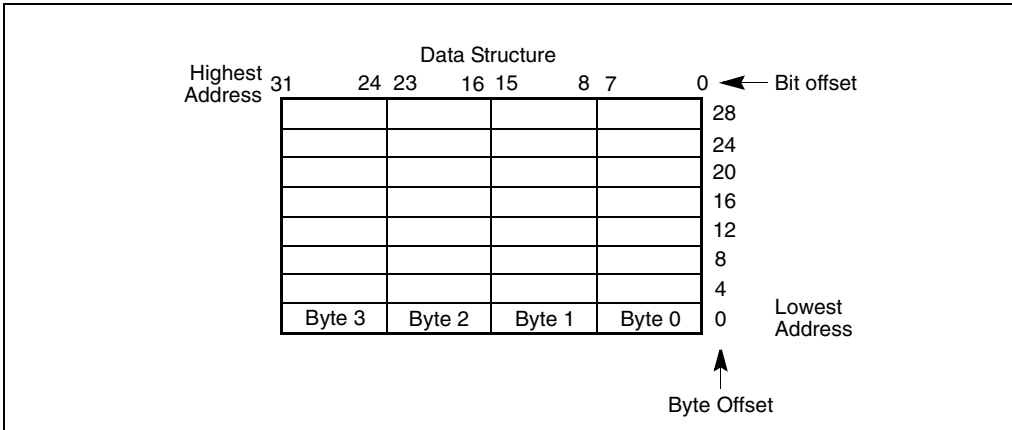 Data Structure
Highest
Address
31 24 23 16 15 8 7 0
Bit offset
28
24
20
16
12
8
4
Byte 3 Byte 2 Byte 1 Byte 0 0
Lowest
Address
Byte Offset